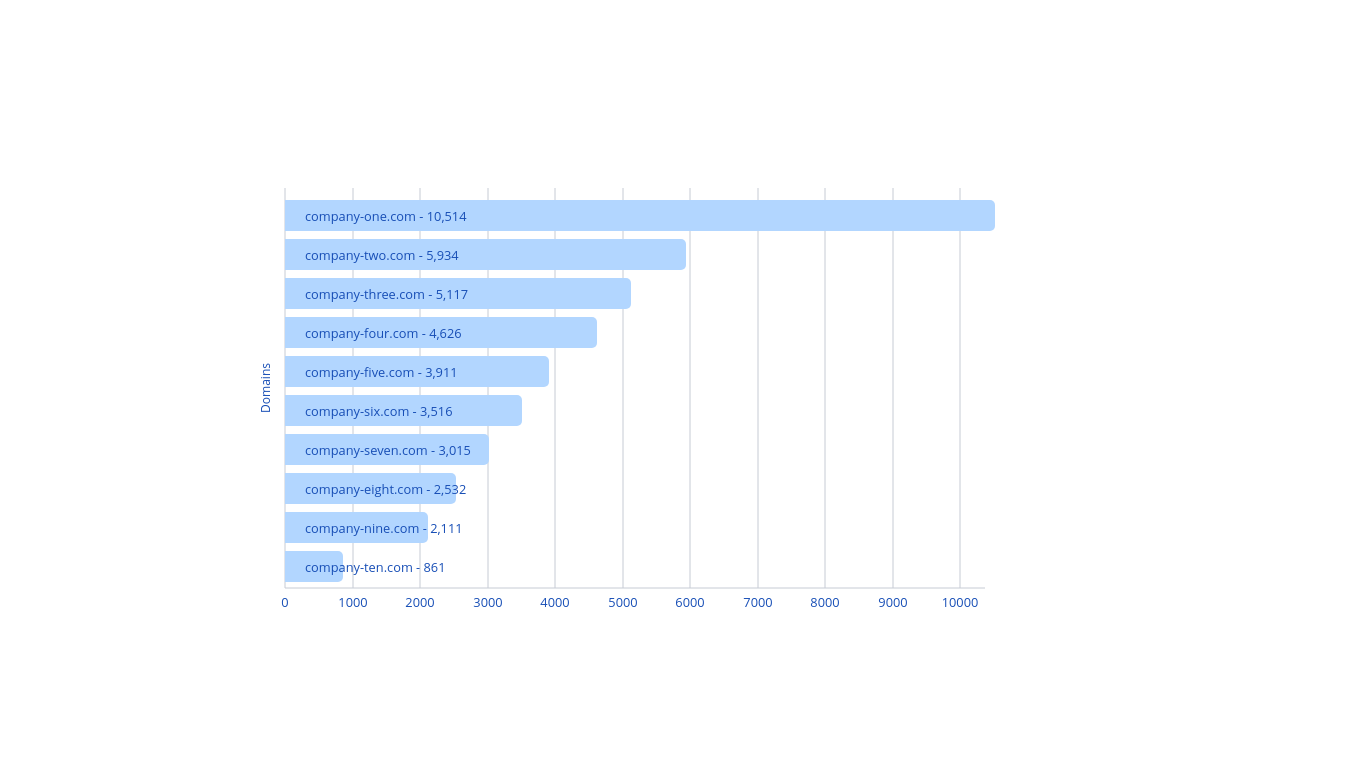 company-one.com - 10,514
company-two.com - 5,934
company-three.com - 5,117
company-four.com - 4,626
company-five.com - 3,911
company-six.com - 3,516
company-seven.com - 3,015
company-eight.com - 2,532
company-nine.com - 2,111
company-ten.com - 861
Domains
0 1000 2000 3000 4000 5000 6000 7000 8000 9000 10000